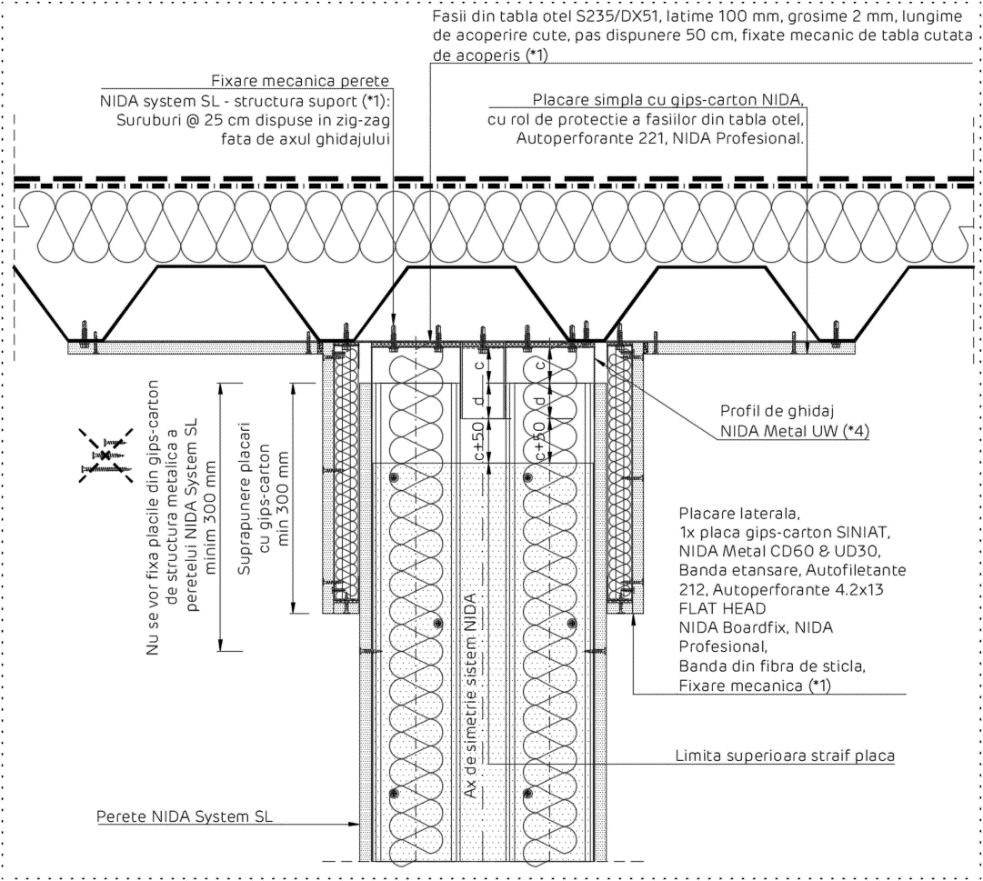 Fasii din tabla otel S235/DX51, latime 100 mm, grosime 2 mm, lungime
de acoperire cute, pas dispunere 50 cm, fixate mecanic de tabla cutata
de acoperis (*1)
Fixare mecanica perete
NIDA system SL - structura suport (*1):
Suruburi @ 25 cm dispuse in zig-zag
fata de axul ghidajului
Placare simpla cu gips-carton NIDA,
cu rol de protectie a fasiilor din tabla otel,
Autoperforante 221, NIDA Profesional.
c
d
c+50
c
d
c+50
Profil de ghidaj
NIDA Metal UW (*4)
Nu se vor fixa placile din gips-carton
de structura metalica a
peretelui NIDA System SL
minim 300 mm
Suprapunere placari
cu gips-carton
min 300 mm
Placare laterala,
1x placa gips-carton SINIAT,
NIDA Metal CD60 & UD30,
Banda etansare, Autofiletante
212, Autoperforante 4.2x13
FLAT HEAD
NIDA Boardfix, NIDA
Profesional,
Banda din fibra de sticla,
Fixare mecanica (*1)
Ax de simetrie sistem NIDA
Limita superioara straif placa
Perete NIDA System SL